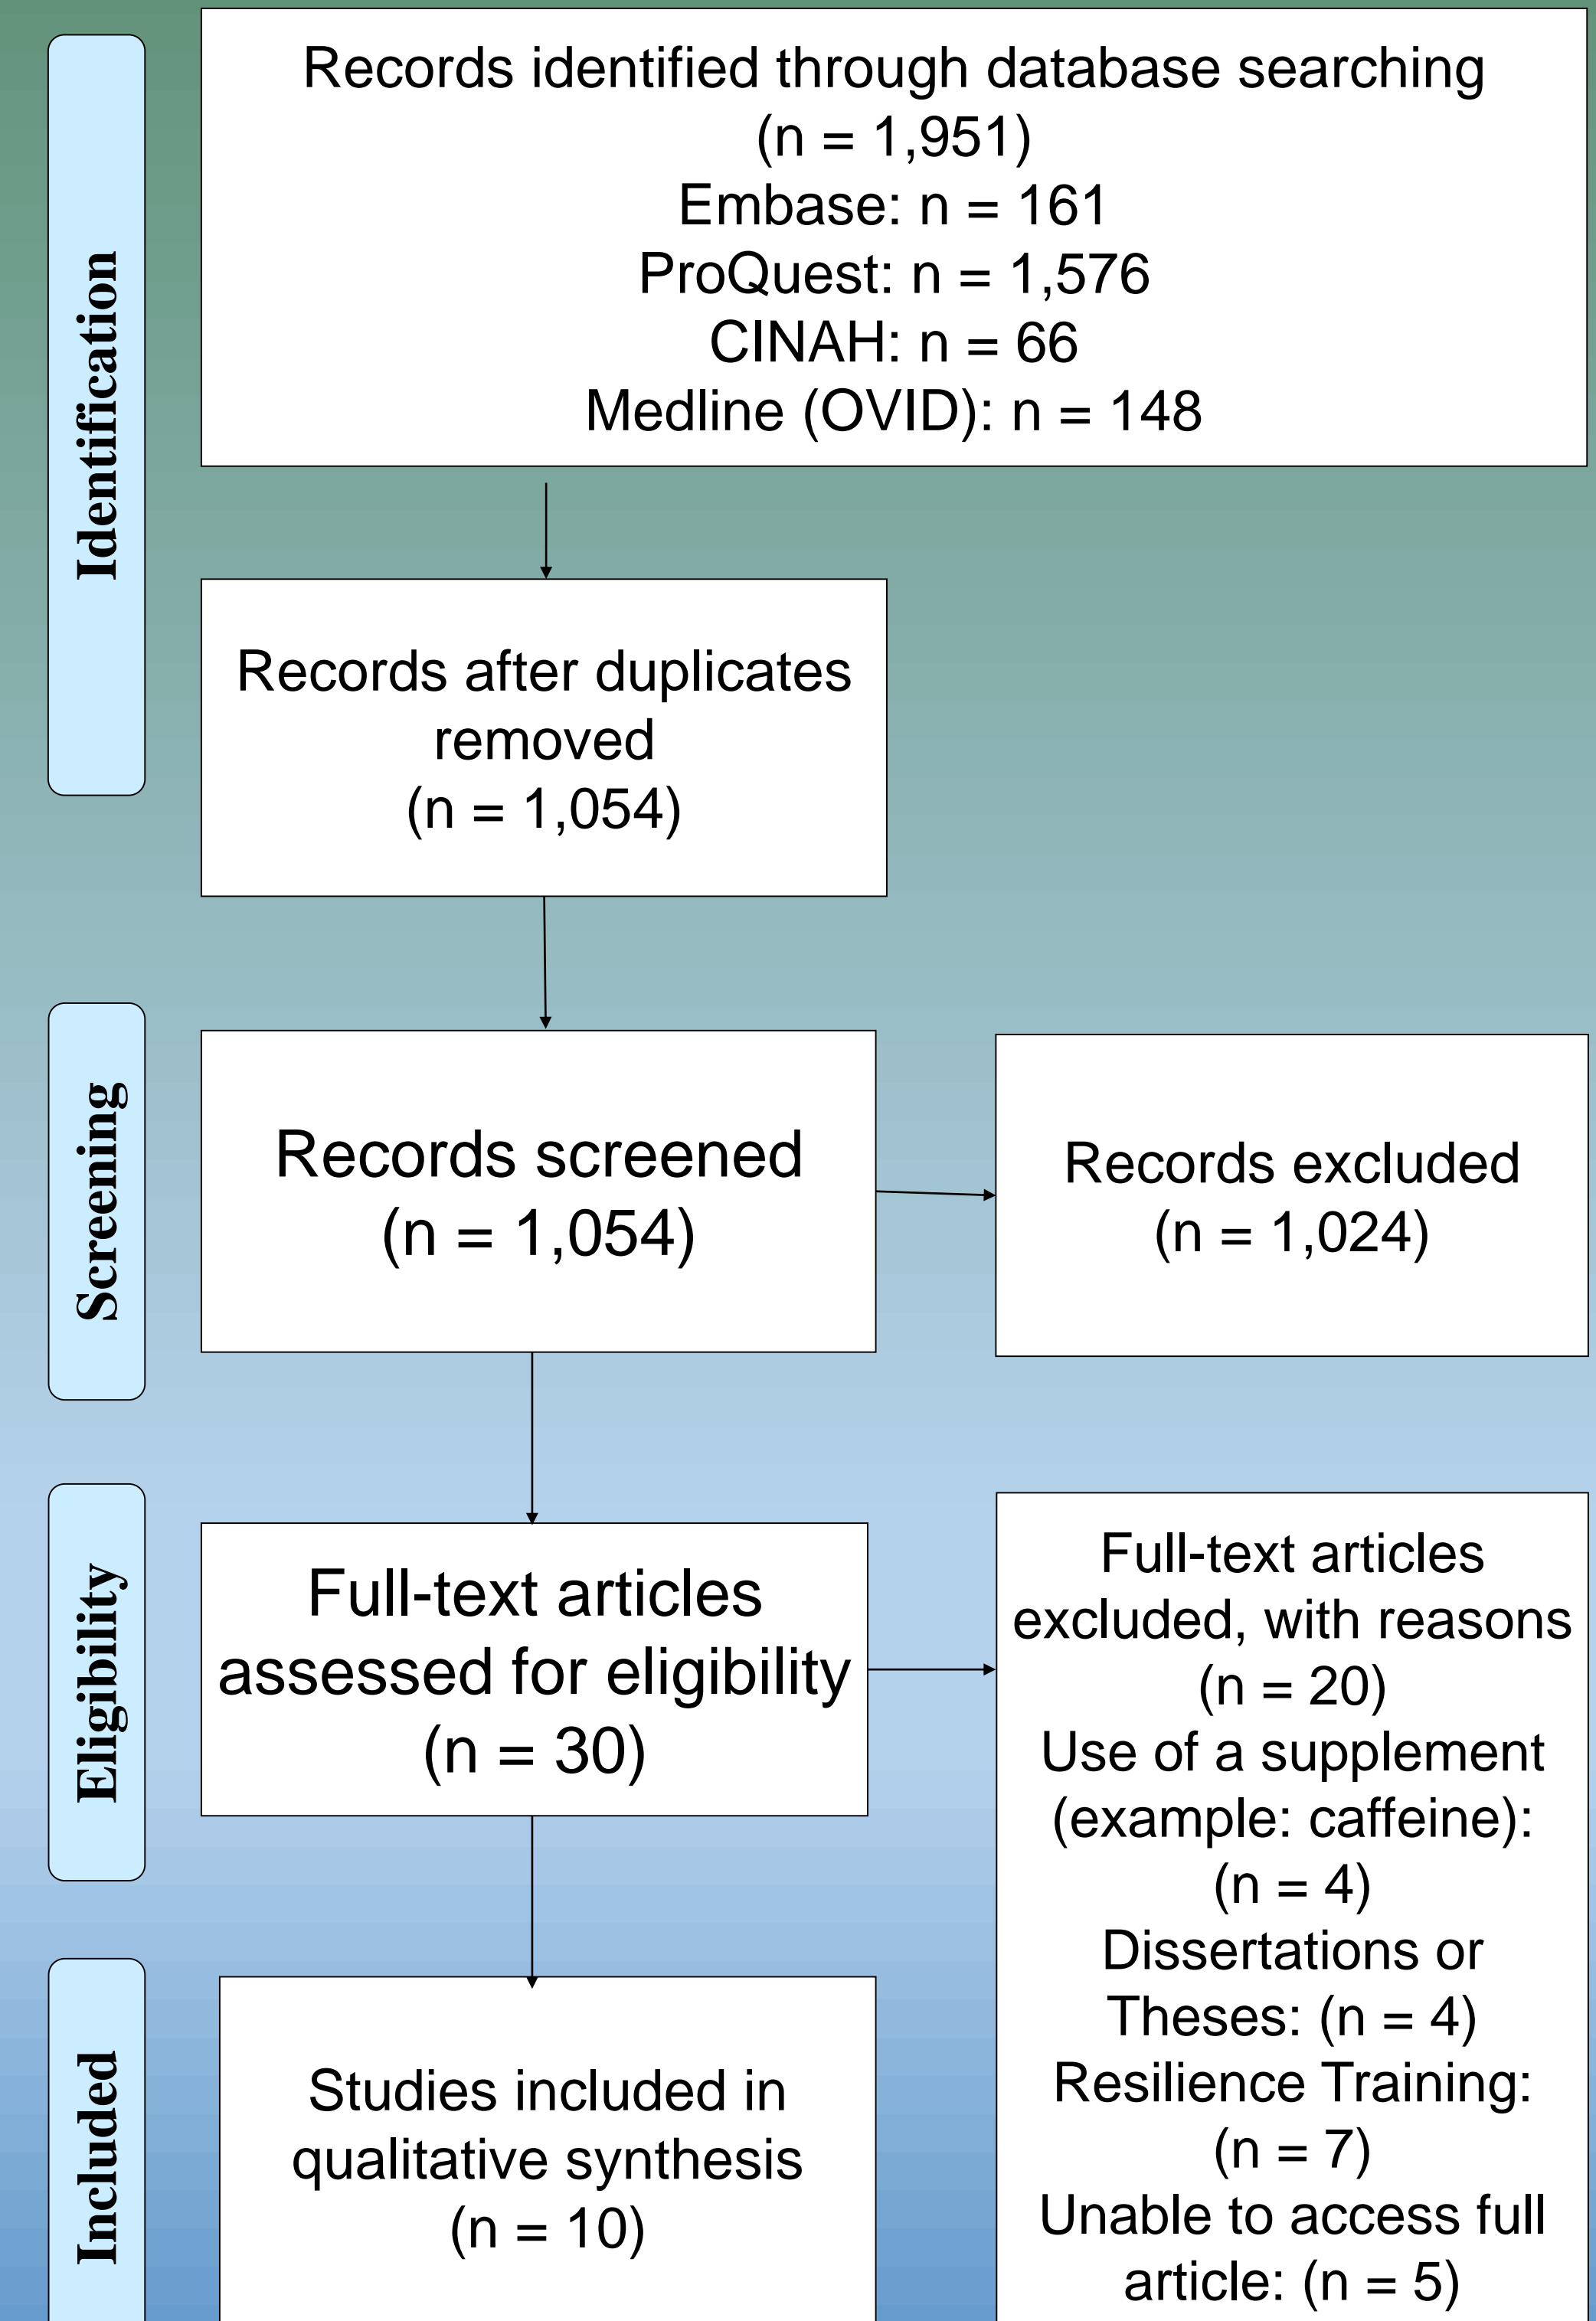 Identification
Records identified through database searching
(n = 1,951)
Embase: n = 161
ProQuest: n = 1,576
CINAH: n = 66
Medline (OVID): n = 148
Records after duplicates
removed
(n = 1,054)
Screening
Records screened
(n = 1,054)
Records excluded
(n = 1,024)
Eligibility
Full-text articles
assessed for eligibility
(n = 30)
Full-text articles
excluded, with reasons
(n = 20)
Use of a supplement
(example: caffeine):
(n = 4)
Dissertations or
Theses: (n = 4)
Resilience Training:
(n = 7)
Unable to access full
article: (n = 5)
Included
Studies included in
qualitative synthesis
(n = 10)